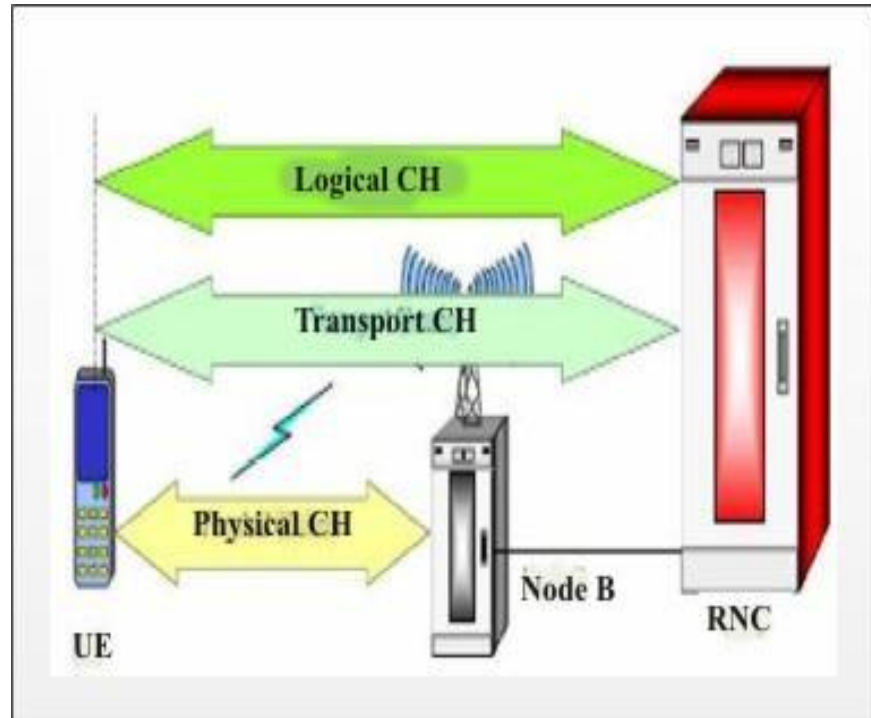 Logical CH
Transport CH
Physical CH
Node B
RNC
UE